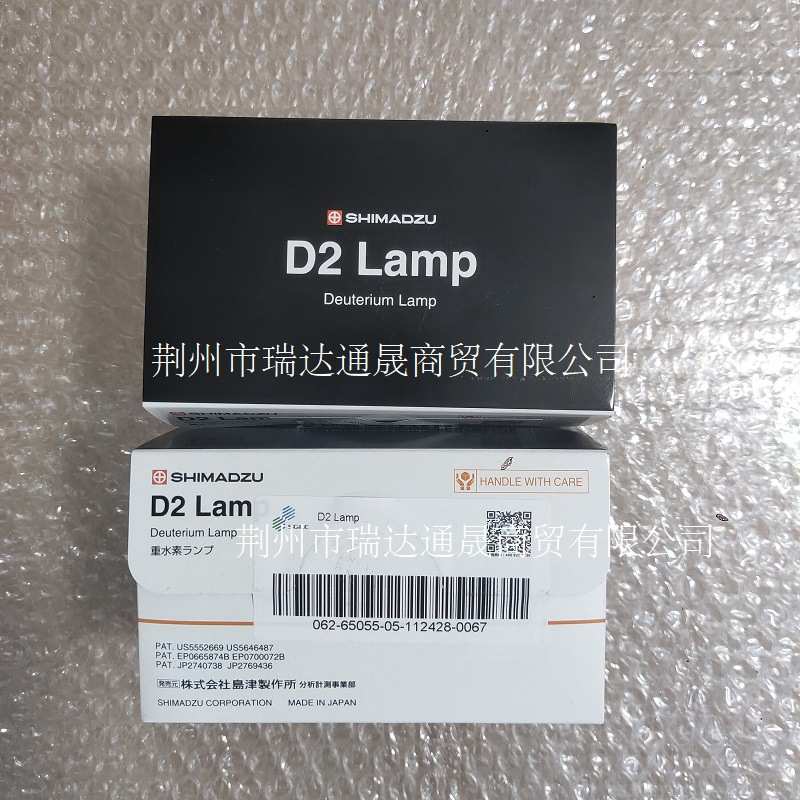 SHIMADZU
D2 Lamp
Deuterium Lamp
荆州市瑞达通晟商贸有限公司
SHIMADZU
D2 Lamp
SHIMADZU
HANDLE WITH CARE
D2 Lamp
D2 Lamp
Deuterium Lamp
荆州市瑞达通晟商贸有限公司
重水素ランプ
062-65055-05-112428-0067
PAT. US5552669 US5646487
PAT. EP0665874B EP0700072B
PAT. JP2740738 JP2769436
発売元 株式会社島津製作所 分析計測事業部
SHIMADZU CORPORATION MADE IN JAPAN